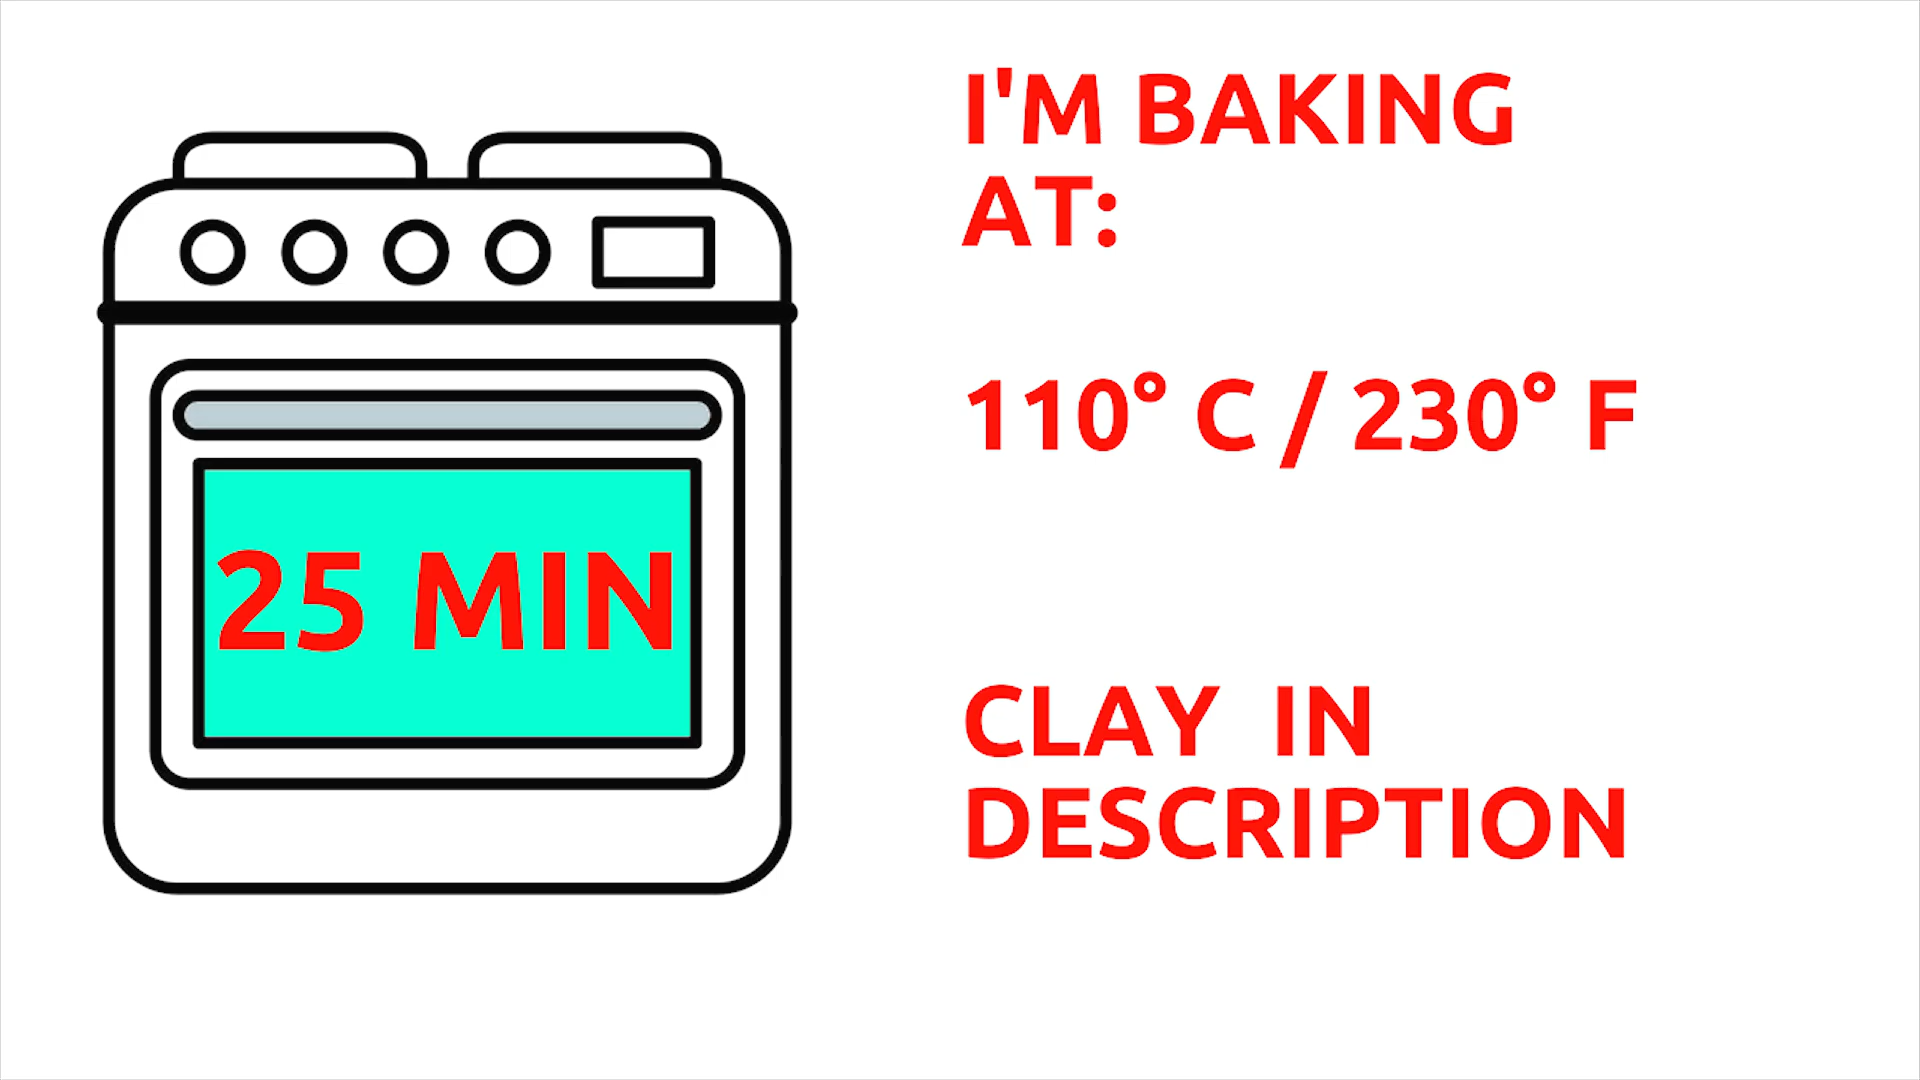 I'M BAKING
AT:
110° C / 230° F
25 MIN
CLAY IN
DESCRIPTION